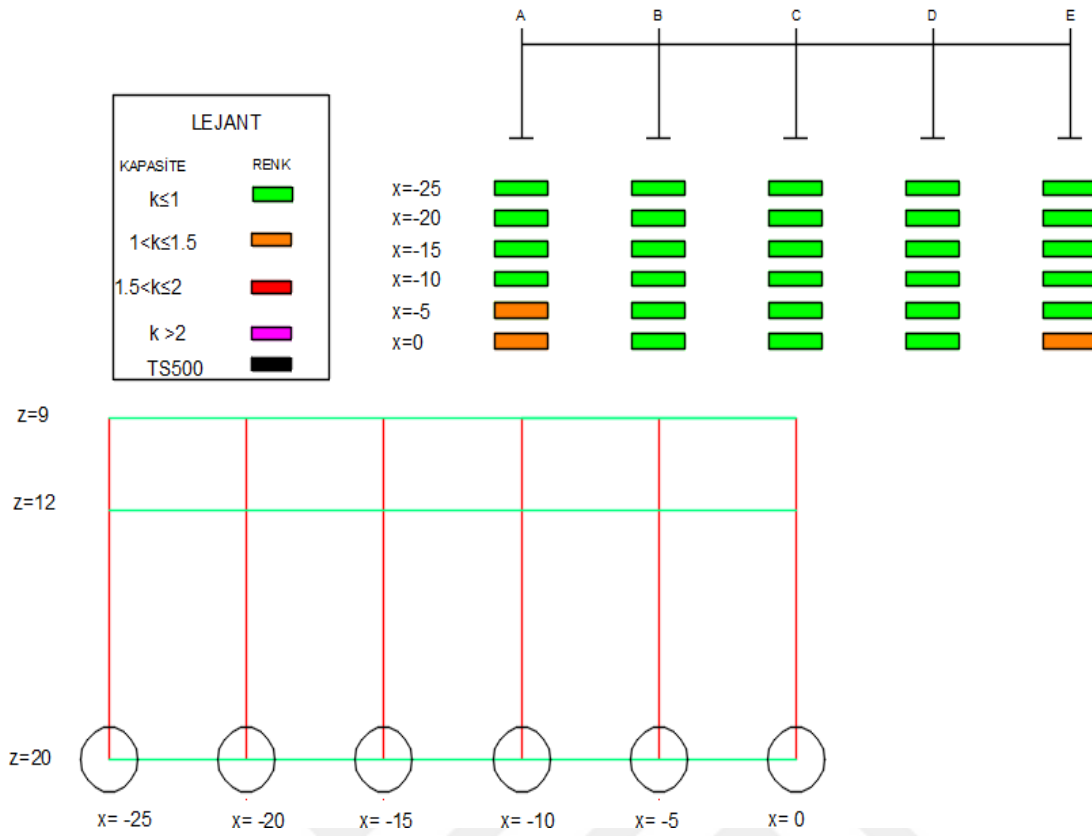 A B C D E
LEJANT
KAPASİTE RENK
k≤1
1<k≤1.5
1.5<k≤2
k >2
TS500
x=-25
x=-20
x=-15
x=-10
x=-5
x=0
z=9
z=12
z=20
x= -25 x= -20 x= -15 x= -10 x= -5 x= 0